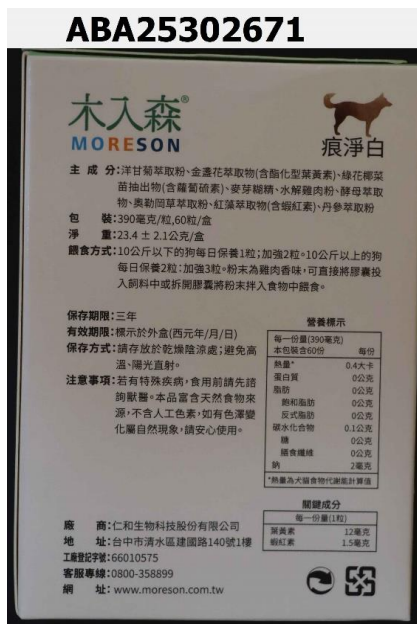 ABA25302671
木入森®
MORESON
痕淨白
主 成 分:洋甘菊萃取粉、金盞花萃取物(含酯化型葉黃素)、綠花椰菜
苗抽出物(含蘿蔔硫素)、麥芽糊精、水解雞肉粉、酵母萃取
物、奧勒岡草萃取粉、紅藻萃取物(含蝦紅素)、丹參萃取粉
包 裝:390毫克/粒,60粒/盒
淨 重:23.4 ± 2.1公克/盒
餵食方式:10公斤以下的狗每日保養1粒;加強2粒。10公斤以上的狗
每日保養2粒;加強3粒。粉末為雞肉香味,可直接將膠囊投
入飼料中或拆開膠囊將粉末拌入食物中餵食。
保存期限:三年
有效期限:標示於外盒(西元年/月/日)
保存方式:請存放於乾燥陰涼處;避免高
溫、陽光直射。
注意事項:若有特殊疾病,食用前請先諮
詢獸醫。本品富含天然食物來
源,不含人工色素,如有色澤變
化屬自然現象,請安心使用。
營養標示
每一份量(390毫克)
本包裝含60份 每份
熱量* 0.4大卡
蛋白質 0公克
脂肪 0公克
飽和脂肪 0公克
反式脂肪 0公克
碳水化合物 0.1公克
糖 0公克
膳食纖維 0公克
鈉 2毫克
*熱量為犬貓食物代謝能計算值
關鍵成分
每一份量(1粒)
葉黃素 12毫克
蝦紅素 1.5毫克
廠 商:仁和生物科技股份有限公司
地 址:台中市清水區建國路140號1樓
工廠登記字號:66010575
客服專線:0800-358899
網 址: www.moreson.com.tw